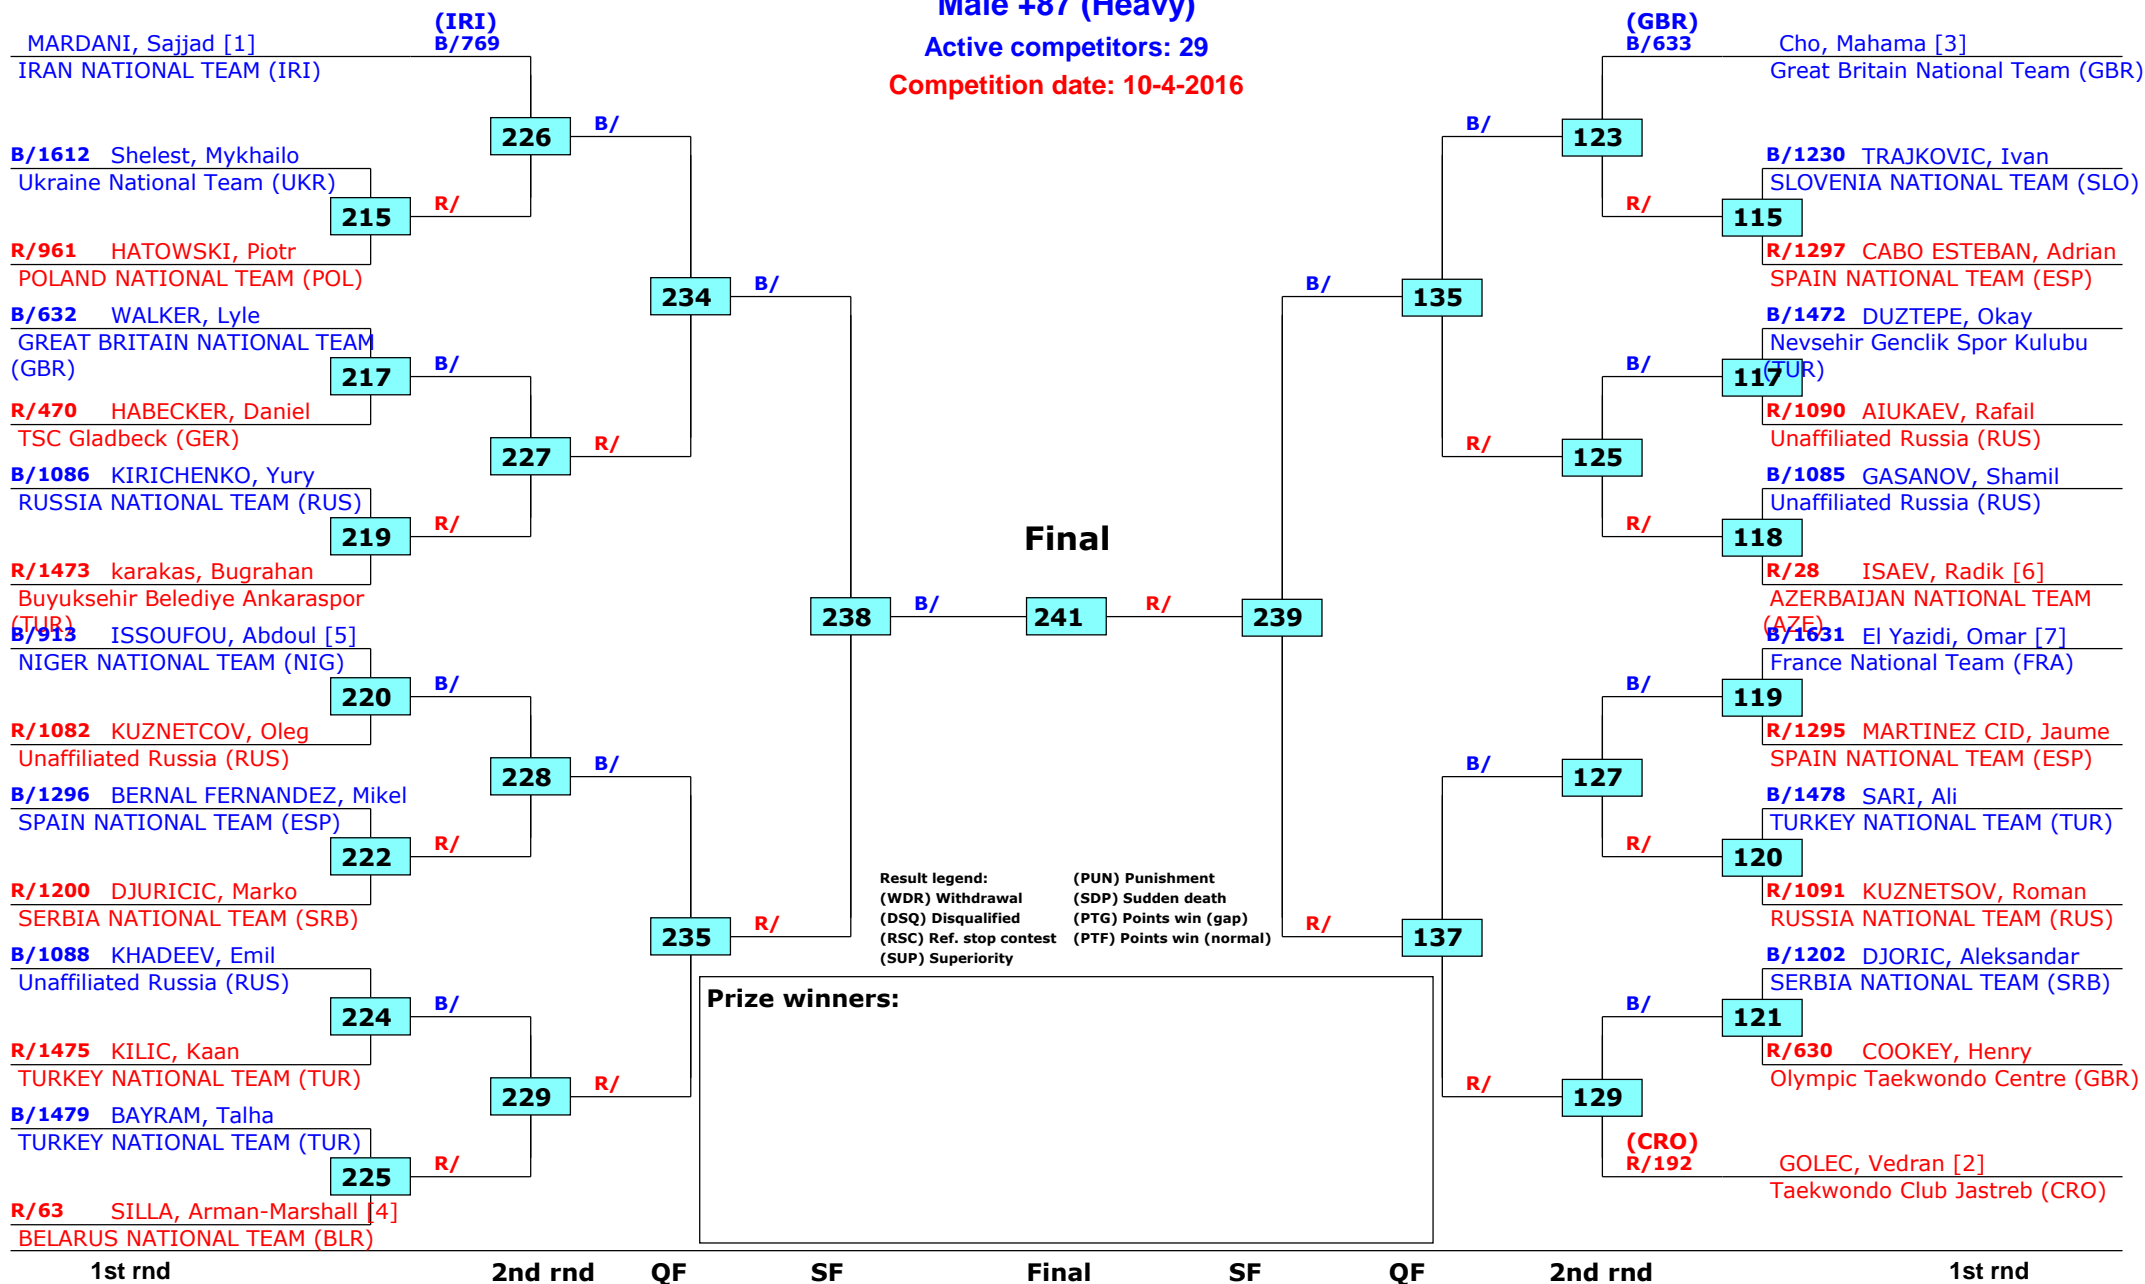 Male +87 (Heavy)
Active competitors: 29
Competition date: 10-4-2016
(IRI)
MARDANI, Sajjad [1]
B/769
IRAN NATIONAL TEAM (IRI)
226
B/
B/1612 Shelest, Mykhailo
Ukraine National Team (UKR)
215
R/
R/961 HATOWSKI, Piotr
POLAND NATIONAL TEAM (POL)
234
B/
B/632 WALKER, Lyle
GREAT BRITAIN NATIONAL TEAM
(GBR)
217
B/
R/470 HABECKER, Daniel
TSC Gladbeck (GER)
227
R/
B/1086 KIRICHENKO, Yury
RUSSIA NATIONAL TEAM (RUS)
219
R/
R/1473 karakas, Bugrahan
Buyuksehir Belediye Ankaraspor
(TUR)
238
B/
B/913 ISSOUFOU, Abdoul [5]
NIGER NATIONAL TEAM (NIG)
220
B/
R/1082 KUZNETCOV, Oleg
Unaffiliated Russia (RUS)
228
B/
B/1296 BERNAL FERNANDEZ, Mikel
SPAIN NATIONAL TEAM (ESP)
222
R/
R/1200 DJURICIC, Marko
SERBIA NATIONAL TEAM (SRB)
235
R/
B/1088 KHADEEV, Emil
Unaffiliated Russia (RUS)
224
B/
R/1475 KILIC, Kaan
TURKEY NATIONAL TEAM (TUR)
229
R/
B/1479 BAYRAM, Talha
TURKEY NATIONAL TEAM (TUR)
225
R/
R/63 SILLA, Arman-Marshall [4]
BELARUS NATIONAL TEAM (BLR)
Final
241
R/
239
Result legend:
(WDR) Withdrawal
(DSQ) Disqualified
(RSC) Ref. stop contest
(SUP) Superiority
(PUN) Punishment
(SDP) Sudden death
(PTG) Points win (gap)
(PTF) Points win (normal)
Prize winners:
(GBR)
B/633
Cho, Mahama [3]
Great Britain National Team (GBR)
B/
123
B/1230 TRAJKOVIC, Ivan
SLOVENIA NATIONAL TEAM (SLO)
R/
115
R/1297 CABO ESTEBAN, Adrian
SPAIN NATIONAL TEAM (ESP)
B/
135
B/1472 DUZTEPE, Okay
Nevsehir Genclik Spor Kulubu
(TUR)
B/
117
R/1090 AIUKAEV, Rafail
Unaffiliated Russia (RUS)
R/
125
B/1085 GASANOV, Shamil
Unaffiliated Russia (RUS)
R/
118
R/28 ISAEV, Radik [6]
AZERBAIJAN NATIONAL TEAM
(AZE)
B/1631 El Yazidi, Omar [7]
France National Team (FRA)
B/
119
R/1295 MARTINEZ CID, Jaume
SPAIN NATIONAL TEAM (ESP)
B/
127
B/1478 SARI, Ali
TURKEY NATIONAL TEAM (TUR)
R/
120
R/1091 KUZNETSOV, Roman
RUSSIA NATIONAL TEAM (RUS)
R/
137
B/1202 DJORIC, Aleksandar
SERBIA NATIONAL TEAM (SRB)
B/
121
R/630 COOKEY, Henry
Olympic Taekwondo Centre (GBR)
R/
129
(CRO)
R/192
GOLEC, Vedran [2]
Taekwondo Club Jastreb (CRO)
1st rnd 2nd rnd QF SF Final SF QF 2nd rnd 1st rnd